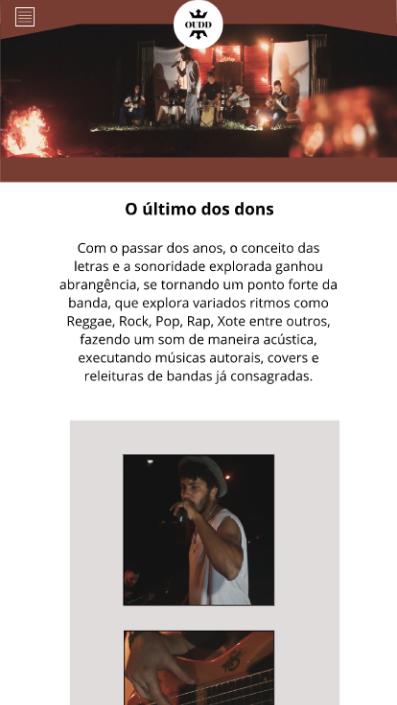 OUDD
O último dos dons
Com o passar dos anos, o conceito das
letras e a sonoridade explorada ganhou
abrangência, se tornando um ponto forte da
banda, que explora variados ritmos como
Reggae, Rock, Pop, Rap, Xote entre outros,
fazendo um som de maneira acústica,
executando músicas autorais, covers e
releituras de bandas já consagradas.